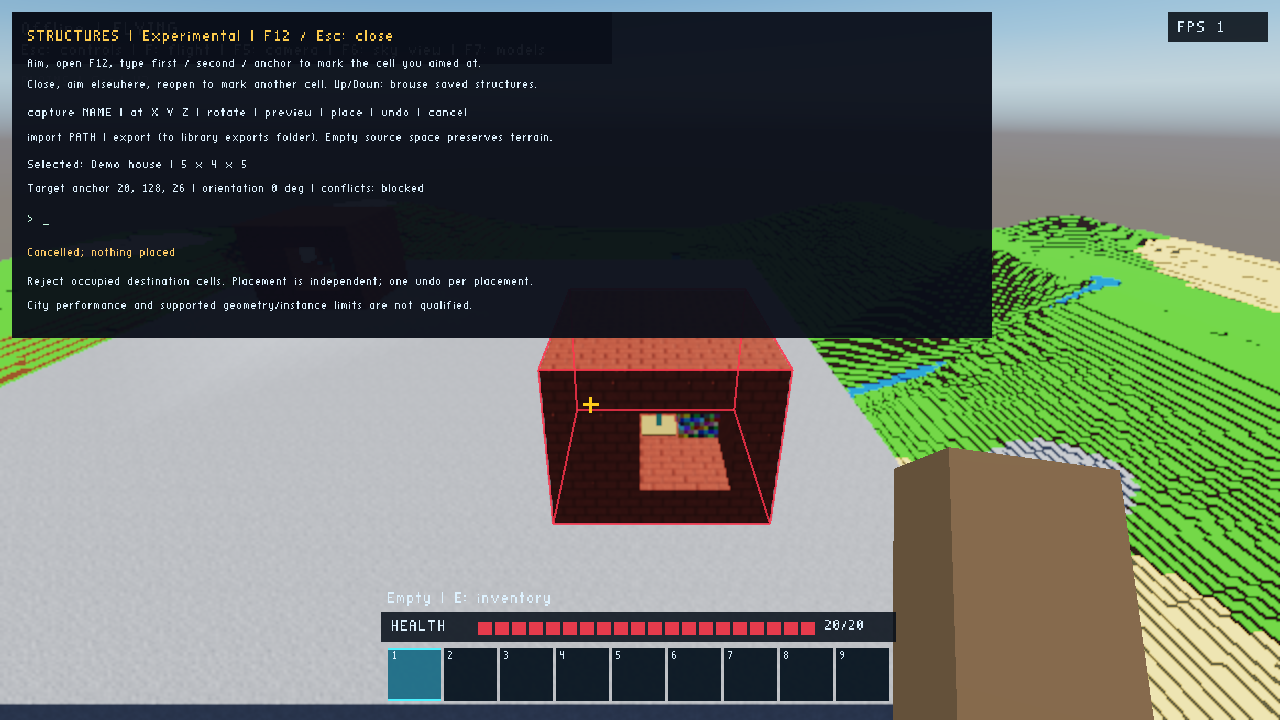 STRUCTURES | Experimental | F12 / Esc: close
FPS 1
Aim, open F12, type first / second / anchor to mark the cell you aimed at.
Close, aim elsewhere, reopen to mark another cell. Up/Down: browse saved structures.
capture NAME | at X Y Z | rotate | preview | place | undo | cancel
import PATH | export (to library exports folder). Empty source space preserves terrain.
Selected: Demo house | 5 x 4 x 5
Target anchor 20, 128, 26 | orientation 0 deg | conflicts: blocked
> _
Cancelled; nothing placed
Reject occupied destination cells. Placement is independent; one undo per placement.
City performance and supported geometry/instance limits are not qualified.
Empty | E: inventory
HEALTH 20/20
1 2 3 4 5 6 7 8 9